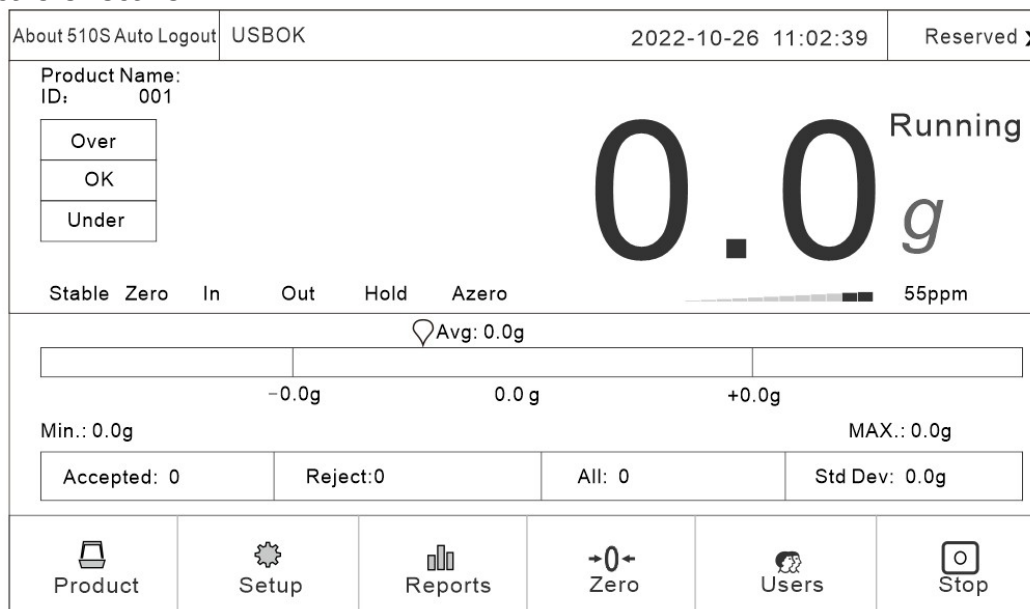 About 510S Auto Logout USBOK 2022-10-26 11:02:39 Reserved
Product Name:
ID: 001
Over
OK
Under
0.0 g
Running
Stable Zero In Out Hold Azero 55ppm
Avg: 0.0g
-0.0g 0.0 g +0.0g
Min.: 0.0g MAX.: 0.0g
Accepted: 0 Reject:0 All: 0 Std Dev: 0.0g
→0←
Product Setup Reports Zero Users Stop